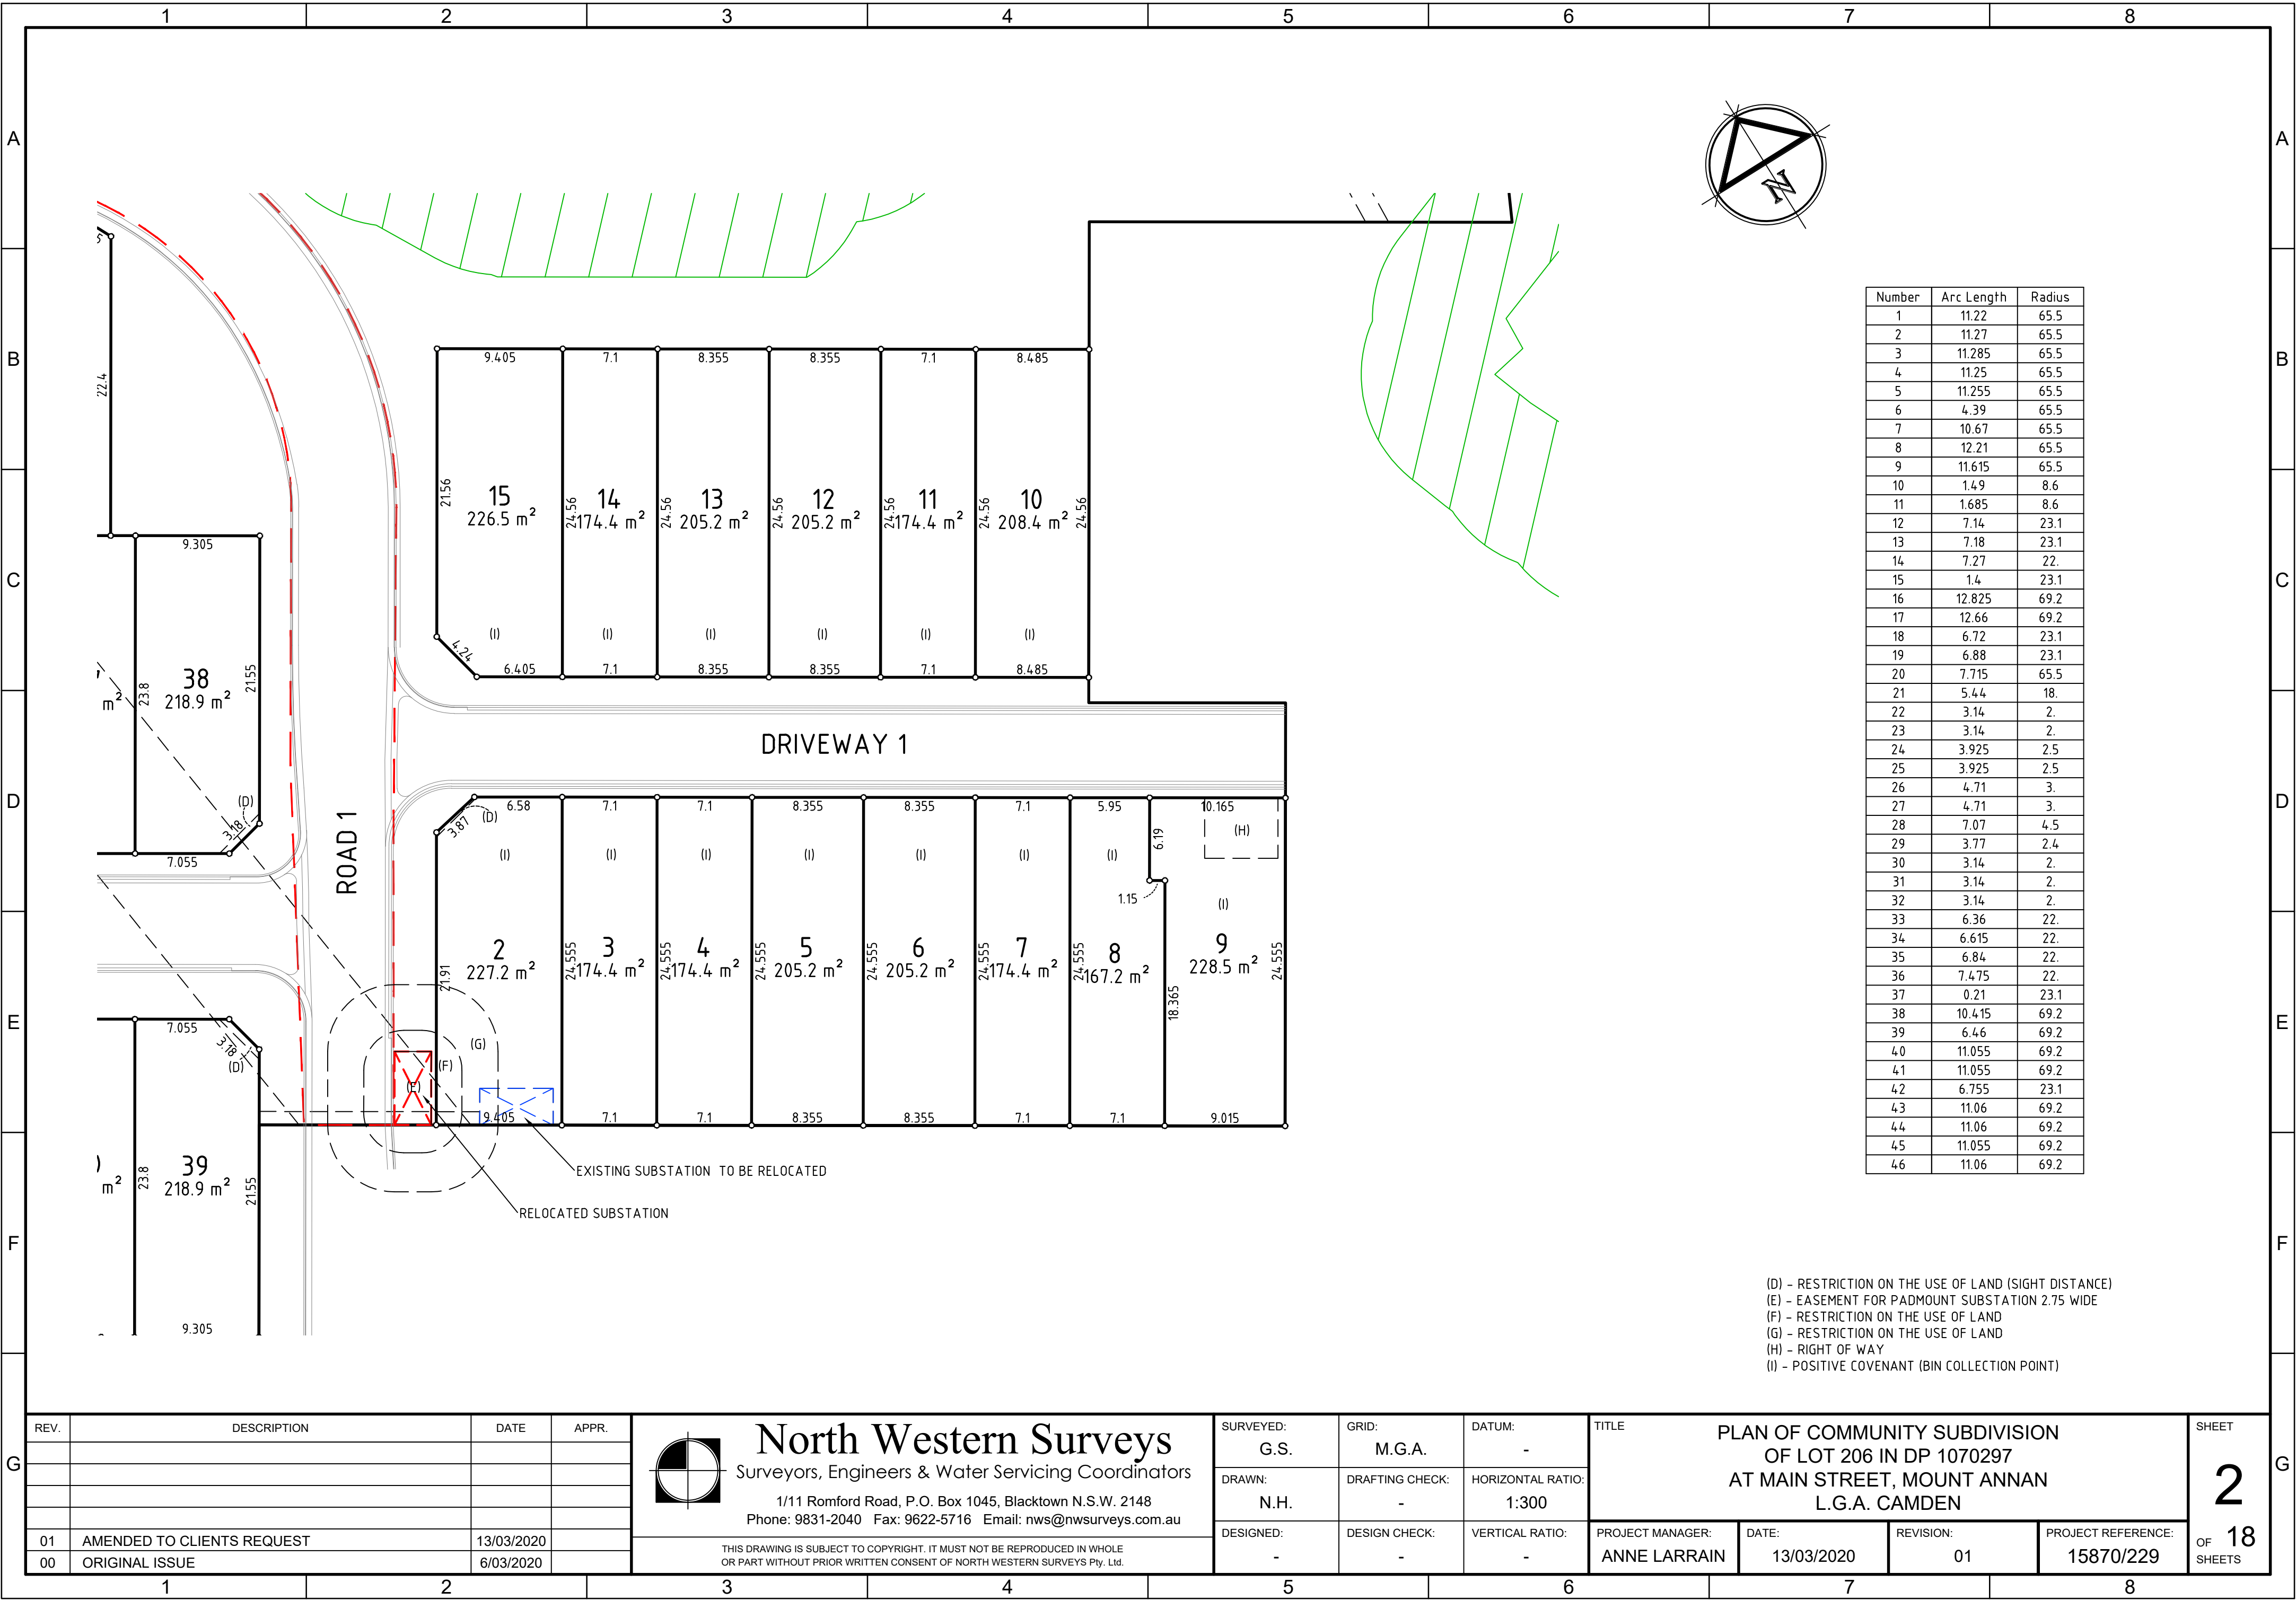 1 2 3 4 5 6 7 8
A A
B B
C C
D D
E E
F F
G G
N
22.4
9.305
38
218.9 m²
23.8
21.55
m²
(D)
3.18
7.055
7.055
3.18
(D)
39
218.9 m²
23.8
21.55
m²
9.305
ROAD 1
9.405 7.1 8.355 8.355 7.1 8.485
21.56 24.56 24.56 24.56 24.56 24.56 24.56
15 14 13 12 11 10
226.5 m² 174.4 m² 205.2 m² 205.2 m² 174.4 m² 208.4 m²
(I) (I) (I) (I) (I) (I)
4.24
6.405 7.1 8.355 8.355 7.1 8.485
DRIVEWAY 1
6.58 7.1 7.1 8.355 8.355 7.1 5.95 10.165
3.87
(D)
(H)
6.19
(I) (I) (I) (I) (I) (I) (I)
1.15
(I)
2 3 4 5 6 7 8 9
227.2 m² 174.4 m² 174.4 m² 205.2 m² 205.2 m² 174.4 m² 167.2 m² 228.5 m²
21.91 24.555 24.555 24.555 24.555 24.555 24.555 18.365 24.555
(G)
(F)
(E)
9.405 7.1 7.1 8.355 8.355 7.1 7.1 9.015
EXISTING SUBSTATION TO BE RELOCATED
RELOCATED SUBSTATION
Number Arc Length Radius
1 11.22 65.5
2 11.27 65.5
3 11.285 65.5
4 11.25 65.5
5 11.255 65.5
6 4.39 65.5
7 10.67 65.5
8 12.21 65.5
9 11.615 65.5
10 1.49 8.6
11 1.685 8.6
12 7.14 23.1
13 7.18 23.1
14 7.27 22.
15 1.4 23.1
16 12.825 69.2
17 12.66 69.2
18 6.72 23.1
19 6.88 23.1
20 7.715 65.5
21 5.44 18.
22 3.14 2.
23 3.14 2.
24 3.925 2.5
25 3.925 2.5
26 4.71 3.
27 4.71 3.
28 7.07 4.5
29 3.77 2.4
30 3.14 2.
31 3.14 2.
32 3.14 2.
33 6.36 22.
34 6.615 22.
35 6.84 22.
36 7.475 22.
37 0.21 23.1
38 10.415 69.2
39 6.46 69.2
40 11.055 69.2
41 11.055 69.2
42 6.755 23.1
43 11.06 69.2
44 11.06 69.2
45 11.055 69.2
46 11.06 69.2
(D) - RESTRICTION ON THE USE OF LAND (SIGHT DISTANCE)
(E) - EASEMENT FOR PADMOUNT SUBSTATION 2.75 WIDE
(F) - RESTRICTION ON THE USE OF LAND
(G) - RESTRICTION ON THE USE OF LAND
(H) - RIGHT OF WAY
(I) - POSITIVE COVENANT (BIN COLLECTION POINT)
REV. DESCRIPTION DATE APPR.
01 AMENDED TO CLIENTS REQUEST 13/03/2020
00 ORIGINAL ISSUE 6/03/2020
North Western Surveys
Surveyors, Engineers & Water Servicing Coordinators
1/11 Romford Road, P.O. Box 1045, Blacktown N.S.W. 2148
Phone: 9831-2040 Fax: 9622-5716 Email: nws@nwsurveys.com.au
THIS DRAWING IS SUBJECT TO COPYRIGHT. IT MUST NOT BE REPRODUCED IN WHOLE
OR PART WITHOUT PRIOR WRITTEN CONSENT OF NORTH WESTERN SURVEYS Pty. Ltd.
SURVEYED: GRID: DATUM:
G.S. M.G.A. -
DRAWN: DRAFTING CHECK: HORIZONTAL RATIO:
N.H. - 1:300
DESIGNED: DESIGN CHECK: VERTICAL RATIO:
- - -
TITLE
PLAN OF COMMUNITY SUBDIVISION
OF LOT 206 IN DP 1070297
AT MAIN STREET, MOUNT ANNAN
L.G.A. CAMDEN
PROJECT MANAGER: DATE: REVISION: PROJECT REFERENCE:
ANNE LARRAIN 13/03/2020 01 15870/229
SHEET
2
OF 18
SHEETS
1 2 3 4 5 6 7 8